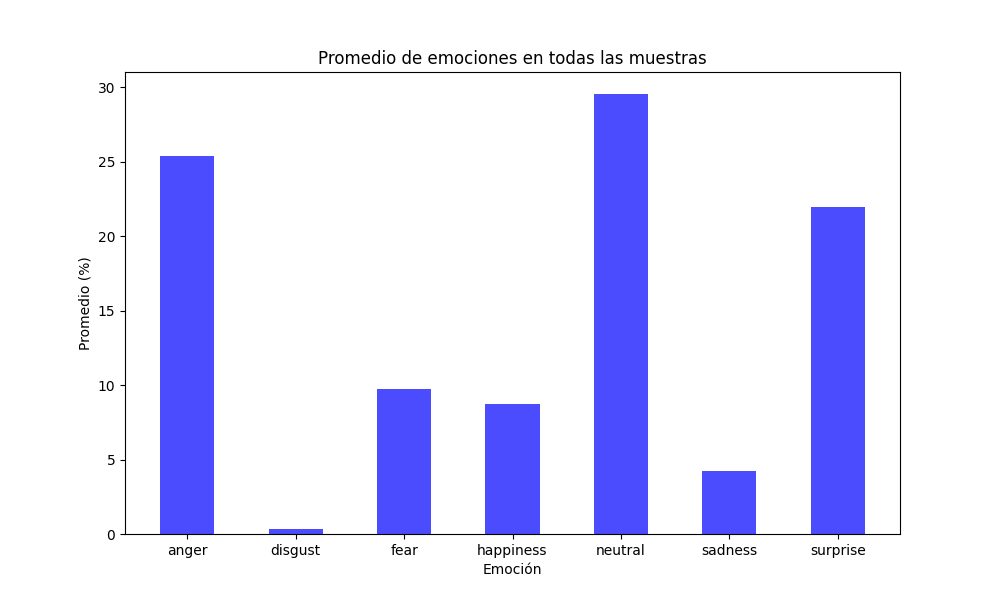 Promedio de emociones en todas las muestras
Promedio (%)
30
25
20
15
10
5
0
anger disgust fear happiness neutral sadness surprise
Emoción